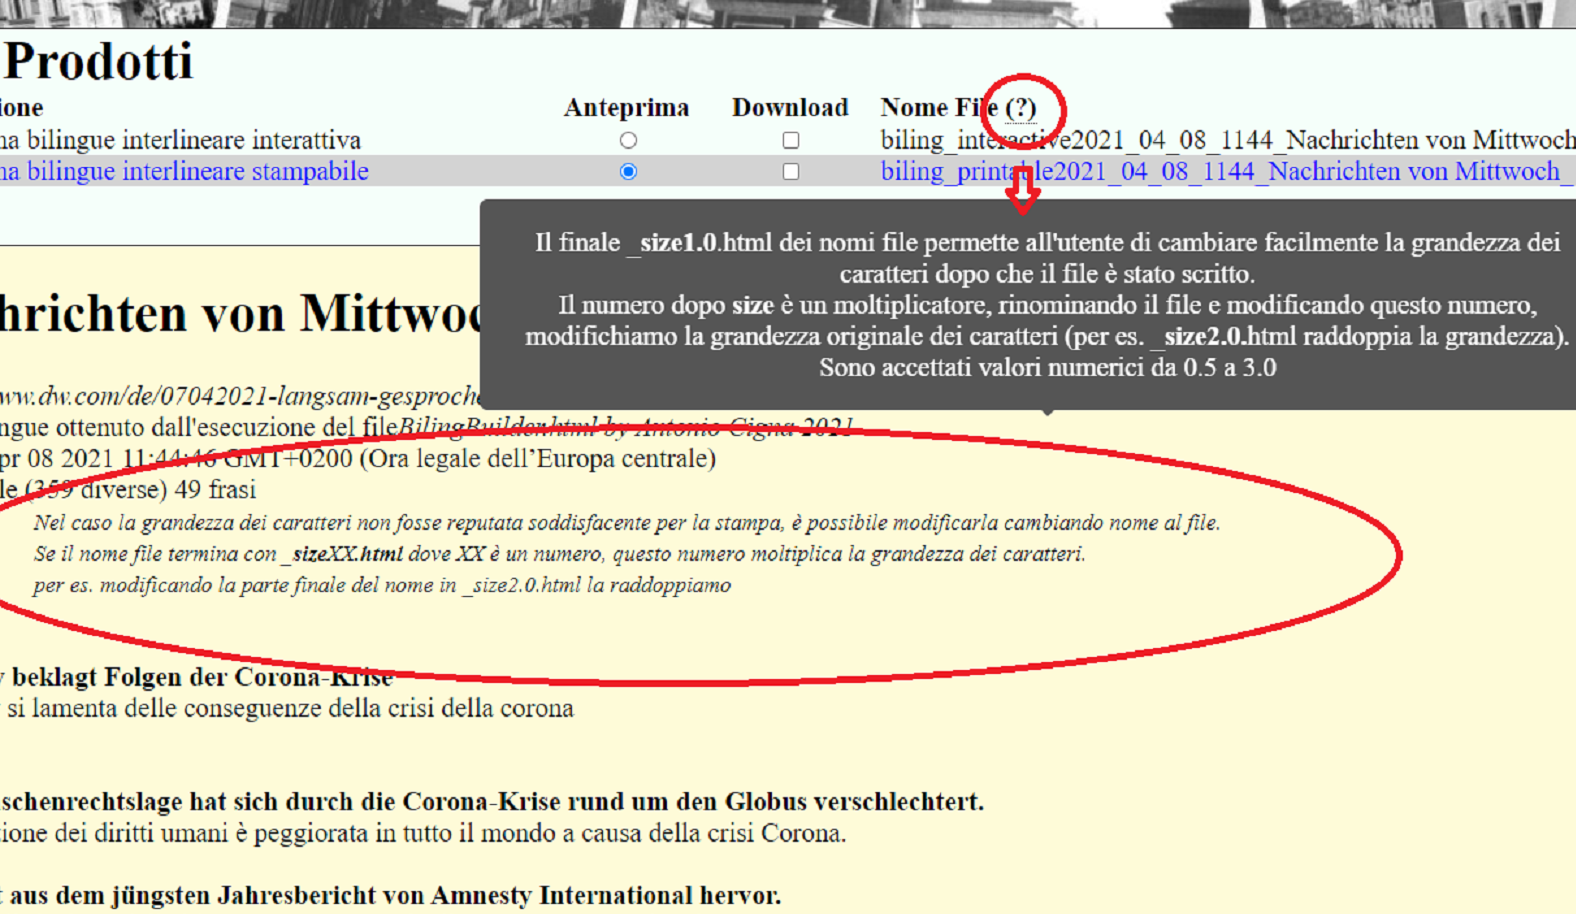 Prodotti
ione Anteprima Download Nome File (?)
na bilingue interlineare interattiva biling_interactive2021_04_08_1144_Nachrichten von Mittwoch
na bilingue interlineare stampabile biling_printable2021_04_08_1144_Nachrichten von Mittwoch_
Il finale _size1.0.html dei nomi file permette all'utente di cambiare facilmente la grandezza dei
caratteri dopo che il file è stato scritto.
Il numero dopo size è un moltiplicatore, rinominando il file e modificando questo numero,
modifichiamo la grandezza originale dei caratteri (per es. _size2.0.html raddoppia la grandezza).
Sono accettati valori numerici da 0.5 a 3.0
hrichten von Mittwoc
ww.dw.com/de/07042021-langsam-gesproche
ngue ottenuto dall'esecuzione del fileBilingBuilder.html by Antonio Cigna 2021
pr 08 2021 11:44:46 GMT+0200 (Ora legale dell’Europa centrale)
le (359 diverse) 49 frasi
Nel caso la grandezza dei caratteri non fosse reputata soddisfacente per la stampa, è possibile modificarla cambiando nome al file.
Se il nome file termina con _sizeXX.html dove XX è un numero, questo numero moltiplica la grandezza dei caratteri.
per es. modificando la parte finale del nome in _size2.0.html la raddoppiamo
beklagt Folgen der Corona-Krise
si lamenta delle conseguenze della crisi della corona
schenrechtslage hat sich durch die Corona-Krise rund um den Globus verschlechtert.
ione dei diritti umani è peggiorata in tutto il mondo a causa della crisi Corona.
t aus dem jüngsten Jahresbericht von Amnesty International hervor.